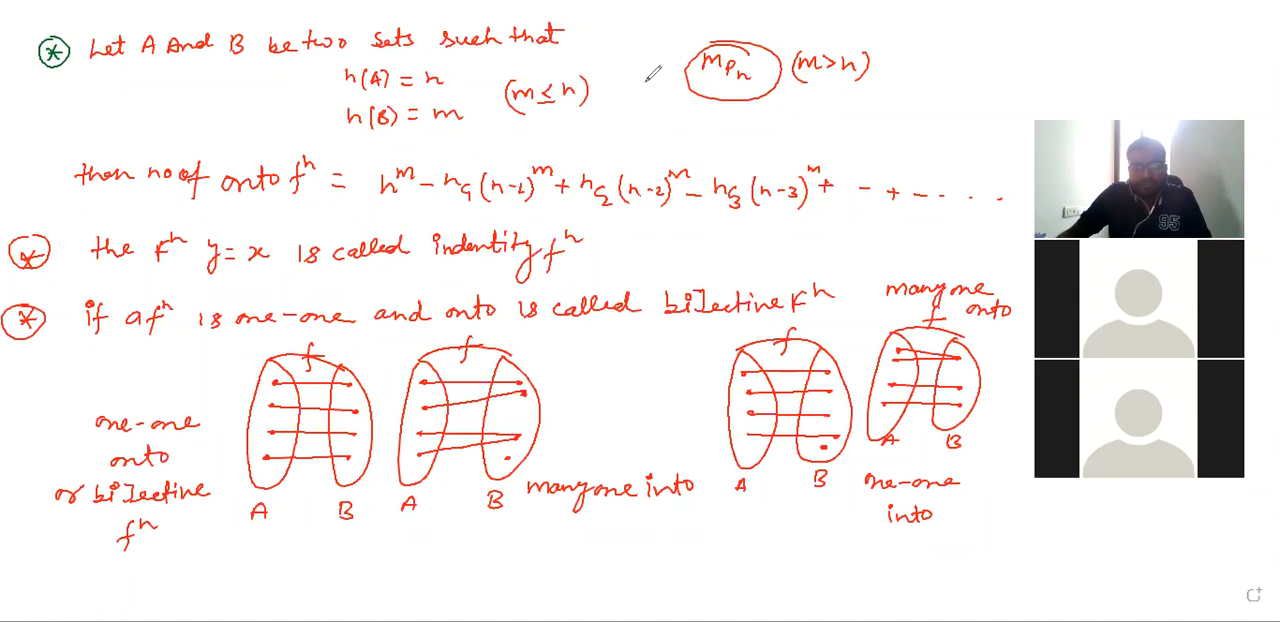 * Let A And B be two sets such that
n(A) = n
n(B) = m
(m ≤ n)
mPn (m>n)
then no of onto fⁿ = nᵐ - nC₁(n-1)ᵐ + nC₂(n-2)ᵐ - nC₃(n-3)ᵐ + - + - . . . .
* the Fⁿ y = x is called indentity fⁿ
* if a fⁿ is one-one and onto is called biJective Fⁿ
many one
onto
f
f
f
f
one-one
onto
or biJective
fⁿ
A
B
A
B
many one into
A
B
A
B
one-one
into
95